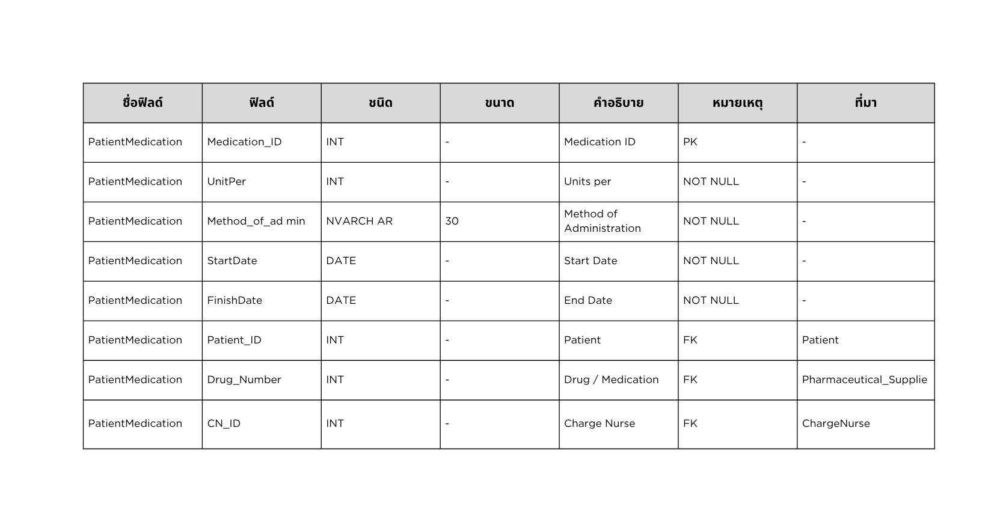 ชื่อฟิลด์ ฟิลด์ ชนิด ขนาด คำอธิบาย หมายเหตุ ที่มา
PatientMedication Medication_ID INT - Medication ID PK -
PatientMedication UnitPer INT - Units per NOT NULL -
PatientMedication Method_of_ad min NVARCH AR 30 Method of Administration NOT NULL -
PatientMedication StartDate DATE - Start Date NOT NULL -
PatientMedication FinishDate DATE - End Date NOT NULL -
PatientMedication Patient_ID INT - Patient FK Patient
PatientMedication Drug_Number INT - Drug / Medication FK Pharmaceutical_Supplie
PatientMedication CN_ID INT - Charge Nurse FK ChargeNurse